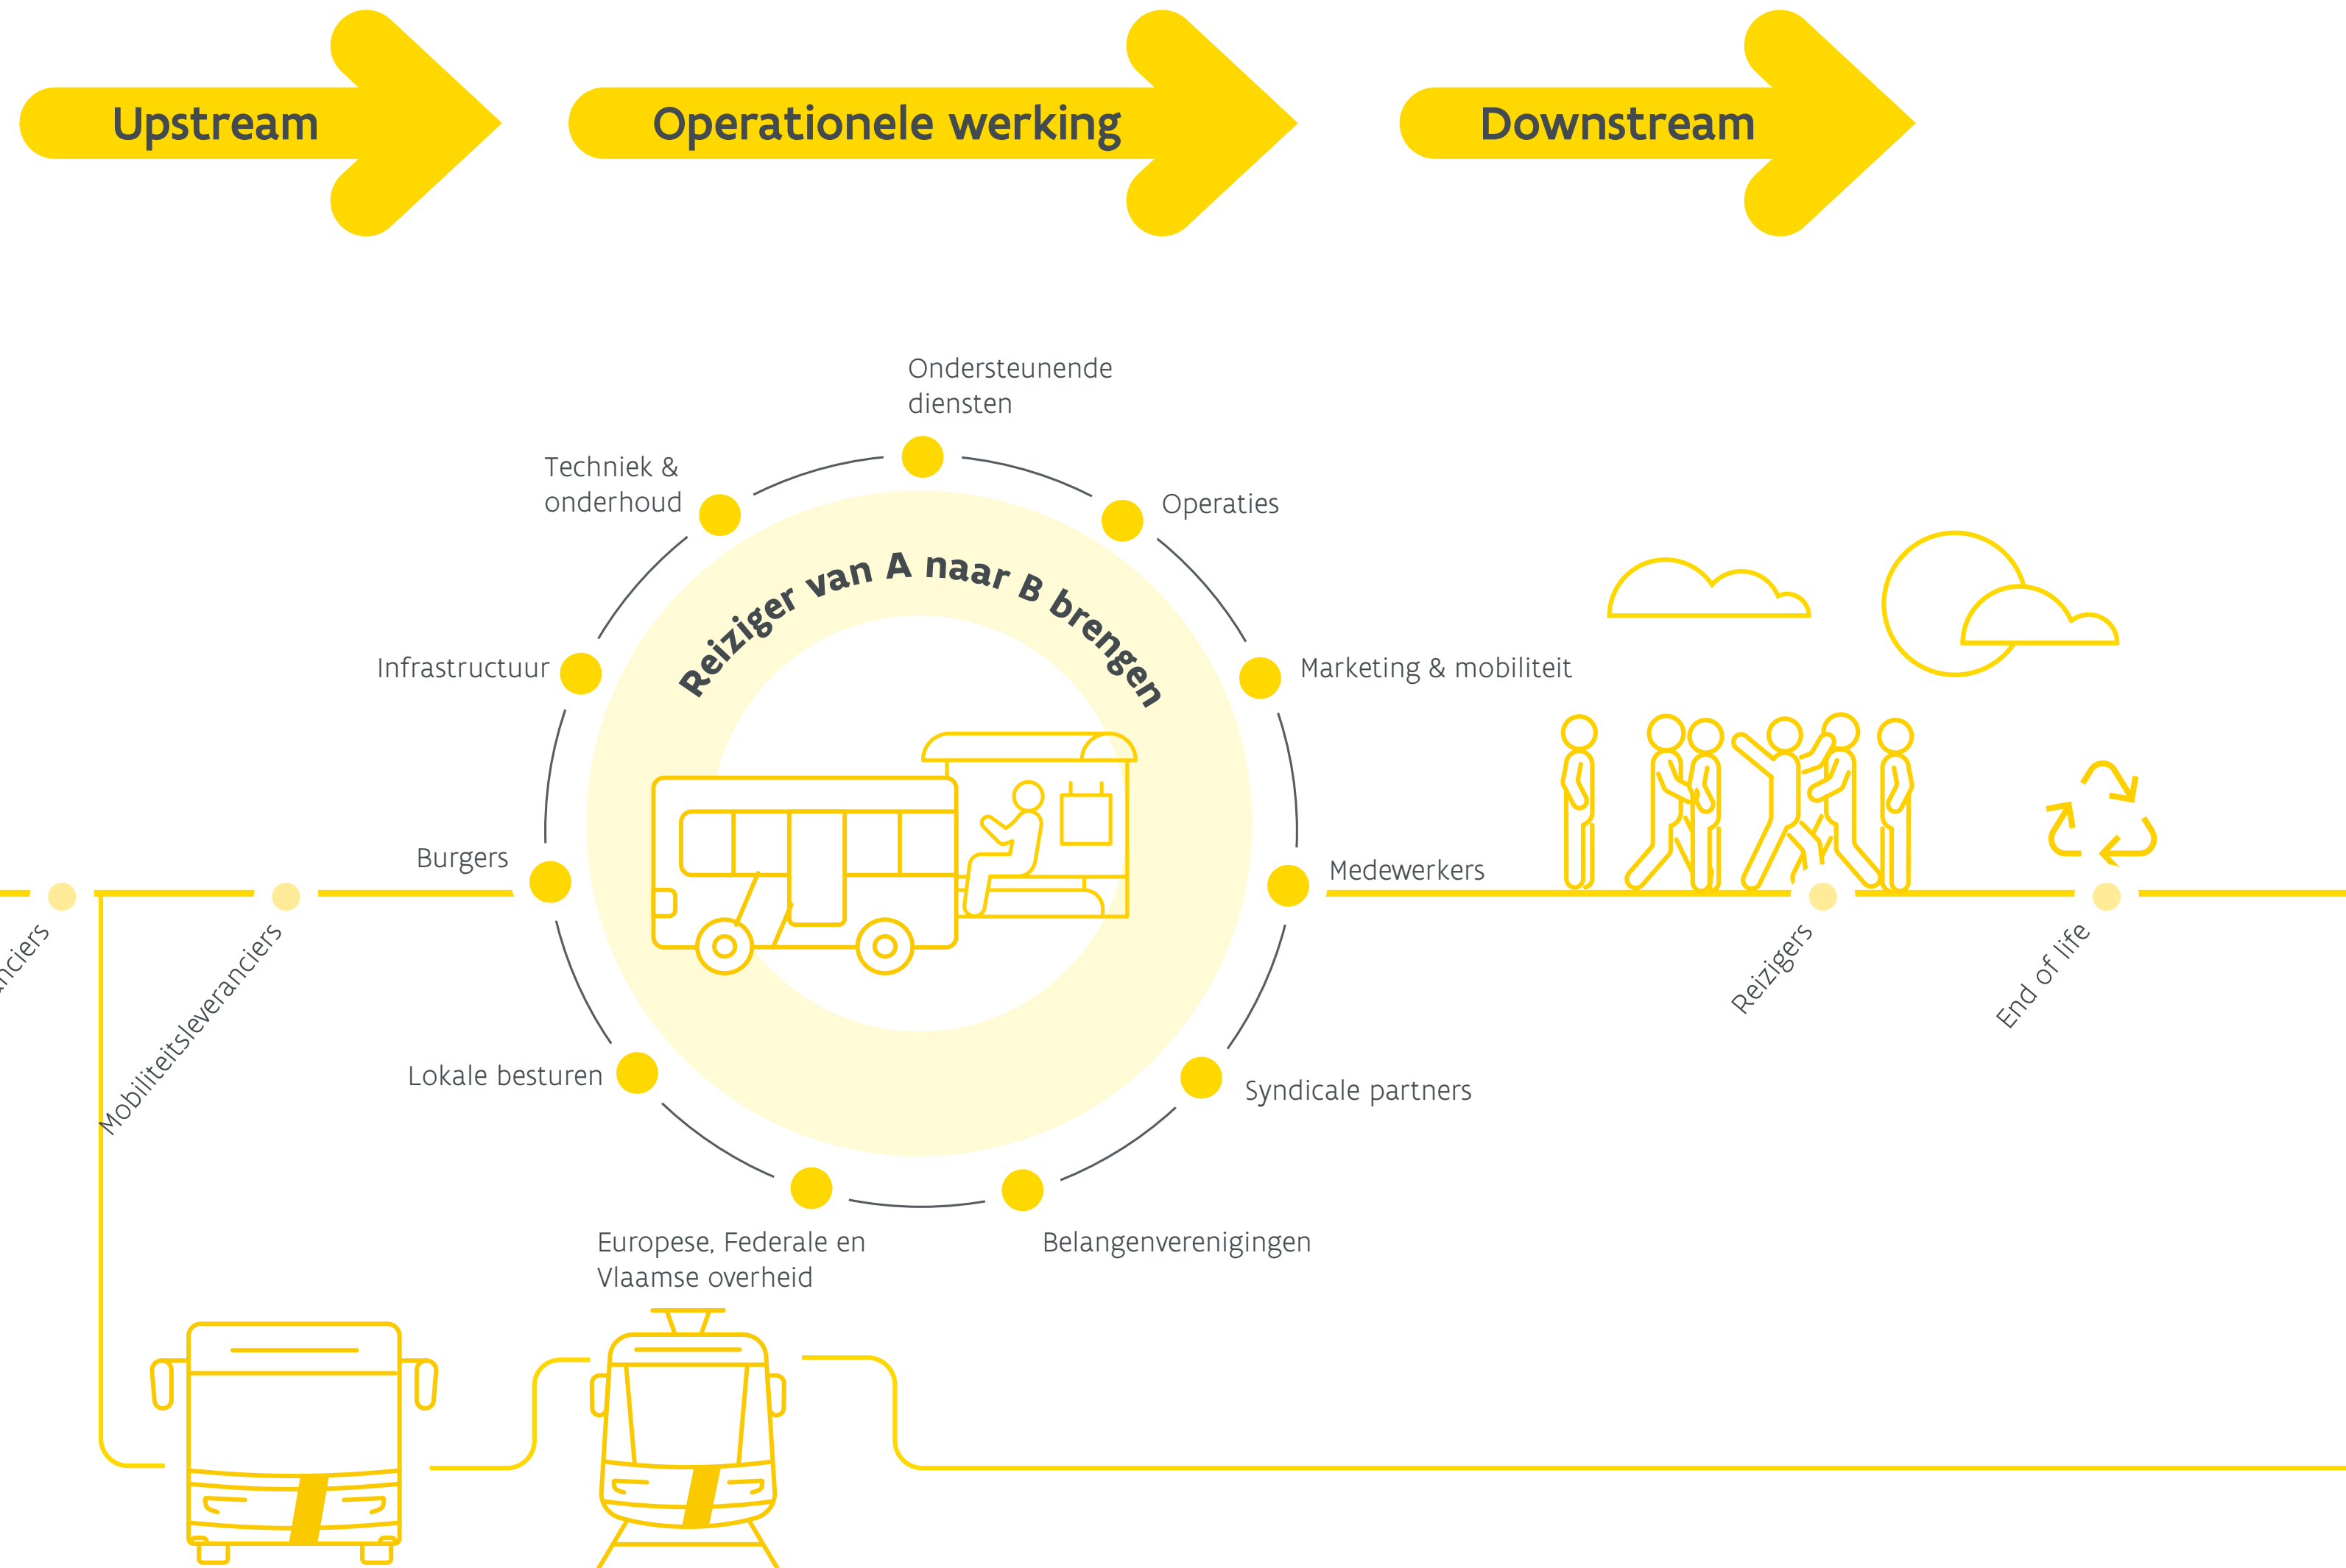 Upstream
Operationele werking
Downstream
Ondersteunende
diensten
Techniek &
onderhoud
Operaties
Reiziger van A naar B brengen
Infrastructuur
Marketing & mobiliteit
Burgers
Medewerkers
Mobiliteitsleveranciers
Reizigers
End of life
Lokale besturen
Syndicale partners
Europese, Federale en
Vlaamse overheid
Belangenverenigingen